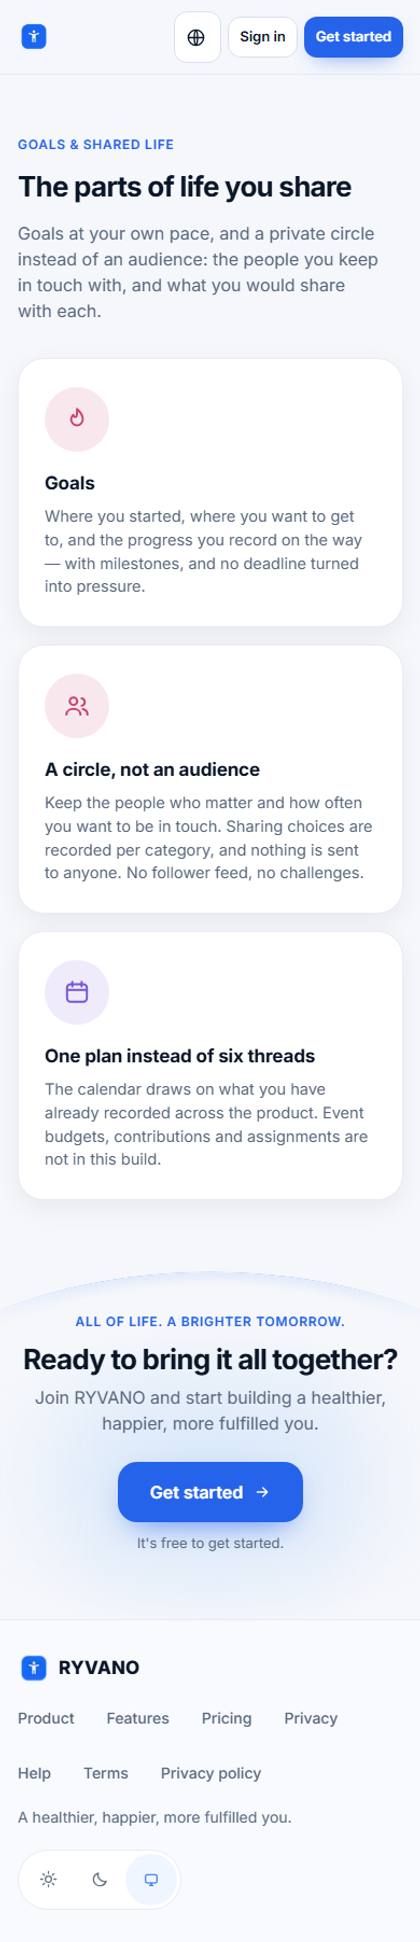 Sign in
Get started
GOALS & SHARED LIFE
The parts of life you share
Goals at your own pace, and a private circle
instead of an audience: the people you keep
in touch with, and what you would share
with each.
Goals
Where you started, where you want to get
to, and the progress you record on the way
— with milestones, and no deadline turned
into pressure.
A circle, not an audience
Keep the people who matter and how often
you want to be in touch. Sharing choices are
recorded per category, and nothing is sent
to anyone. No follower feed, no challenges.
One plan instead of six threads
The calendar draws on what you have
already recorded across the product. Event
budgets, contributions and assignments are
not in this build.
ALL OF LIFE. A BRIGHTER TOMORROW.
Ready to bring it all together?
Join RYVANO and start building a healthier,
happier, more fulfilled you.
Get started
It's free to get started.
RYVANO
Product Features Pricing Privacy
Help Terms Privacy policy
A healthier, happier, more fulfilled you.